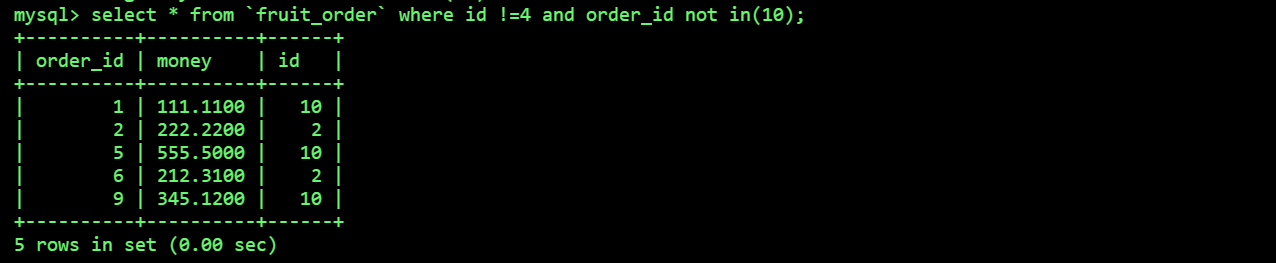 mysql> select * from `fruit_order` where id !=4 and order_id not in(10);
+----------+----------+------+
| order_id | money    | id   |
+----------+----------+------+
|        1 | 111.1100 |   10 |
|        2 | 222.2200 |    2 |
|        5 | 555.5000 |   10 |
|        6 | 212.3100 |    2 |
|        9 | 345.1200 |   10 |
+----------+----------+------+
5 rows in set (0.00 sec)